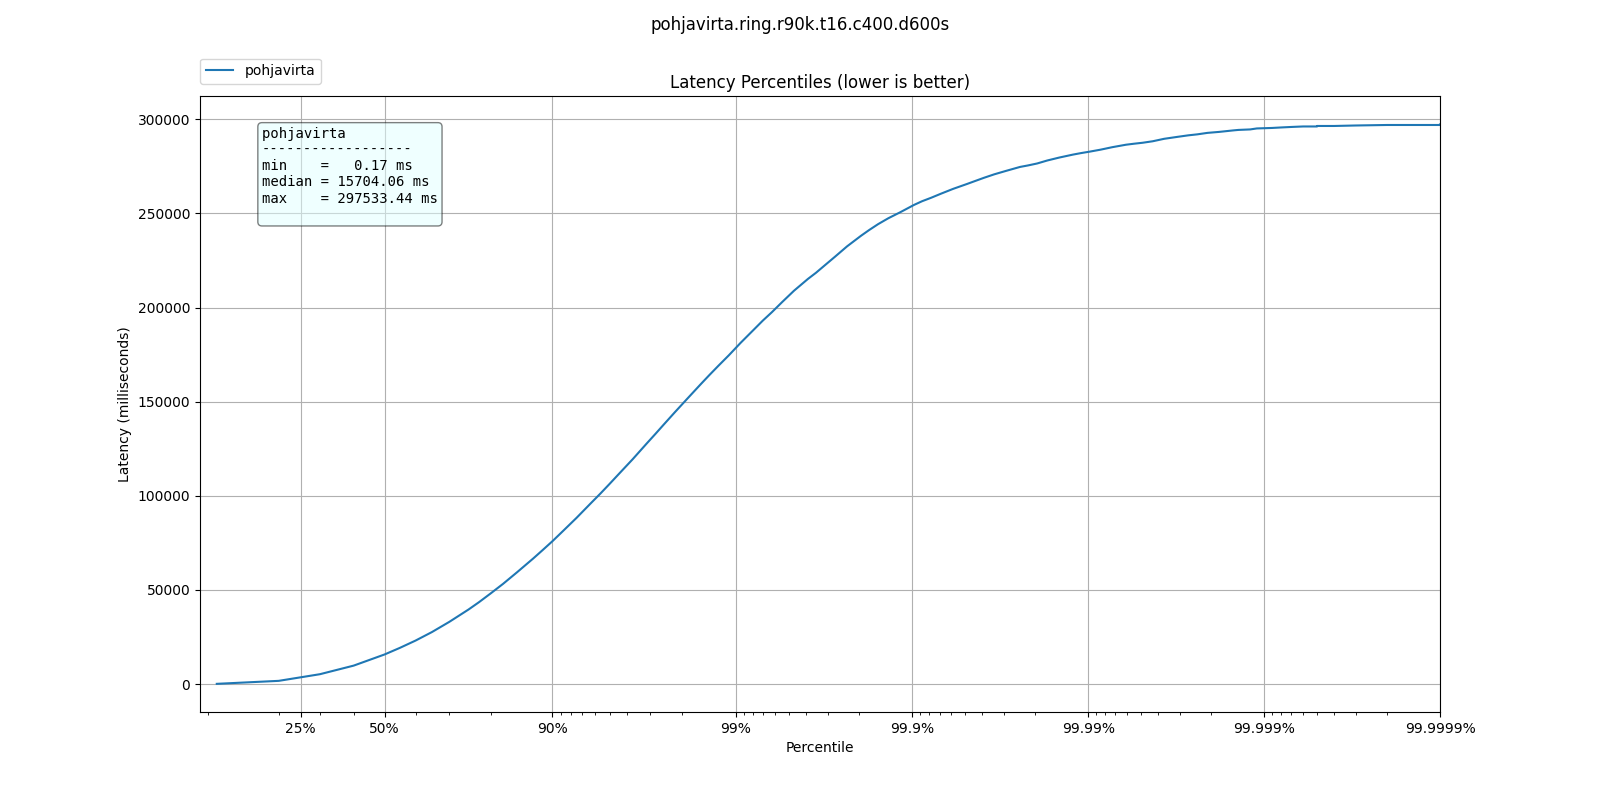 pohjavirta.ring.r90k.t16.c400.d600s
pohjavirta
Latency Percentiles (lower is better)
pohjavirta
------------------
min    =   0.17 ms
median = 15704.06 ms
max    = 297533.44 ms
300000
250000
200000
150000
100000
50000
0
Latency (milliseconds)
25% 50% 90% 99% 99.9% 99.99% 99.999% 99.9999%
Percentile